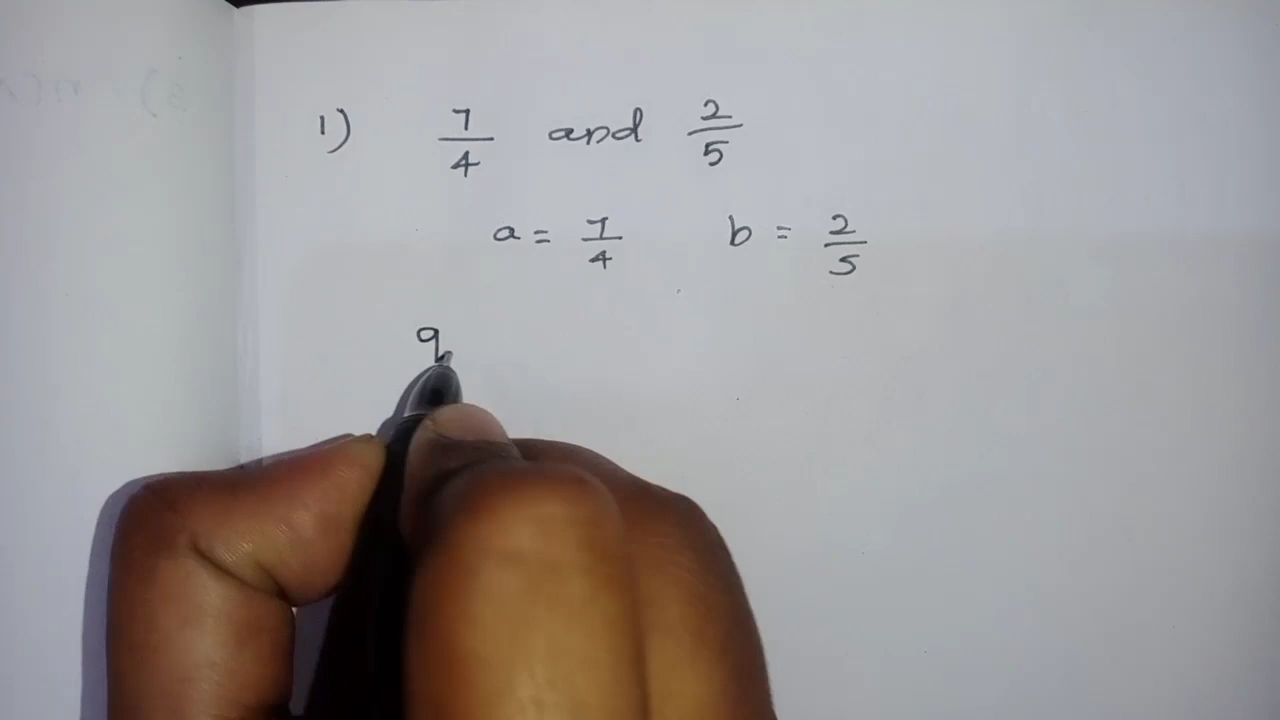 1) 7/4 and 2/5
a = 7/4 b = 2/5
q